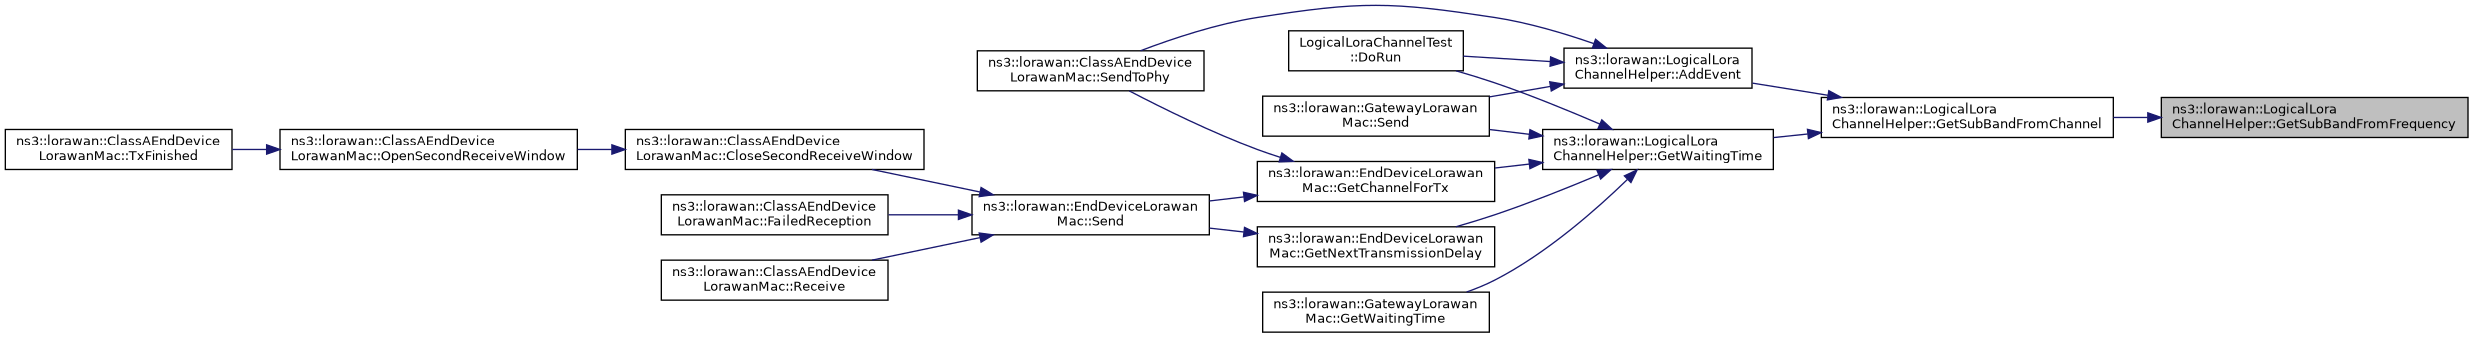 ns3::lorawan::ClassAEndDevice
LorawanMac::TxFinished
ns3::lorawan::ClassAEndDevice
LorawanMac::OpenSecondReceiveWindow
ns3::lorawan::ClassAEndDevice
LorawanMac::CloseSecondReceiveWindow
ns3::lorawan::ClassAEndDevice
LorawanMac::FailedReception
ns3::lorawan::ClassAEndDevice
LorawanMac::Receive
ns3::lorawan::ClassAEndDevice
LorawanMac::SendToPhy
ns3::lorawan::EndDeviceLorawan
Mac::Send
LogicalLoraChannelTest
::DoRun
ns3::lorawan::GatewayLorawan
Mac::Send
ns3::lorawan::EndDeviceLorawan
Mac::GetChannelForTx
ns3::lorawan::EndDeviceLorawan
Mac::GetNextTransmissionDelay
ns3::lorawan::GatewayLorawan
Mac::GetWaitingTime
ns3::lorawan::LogicalLora
ChannelHelper::AddEvent
ns3::lorawan::LogicalLora
ChannelHelper::GetWaitingTime
ns3::lorawan::LogicalLora
ChannelHelper::GetSubBandFromChannel
ns3::lorawan::LogicalLora
ChannelHelper::GetSubBandFromFrequency